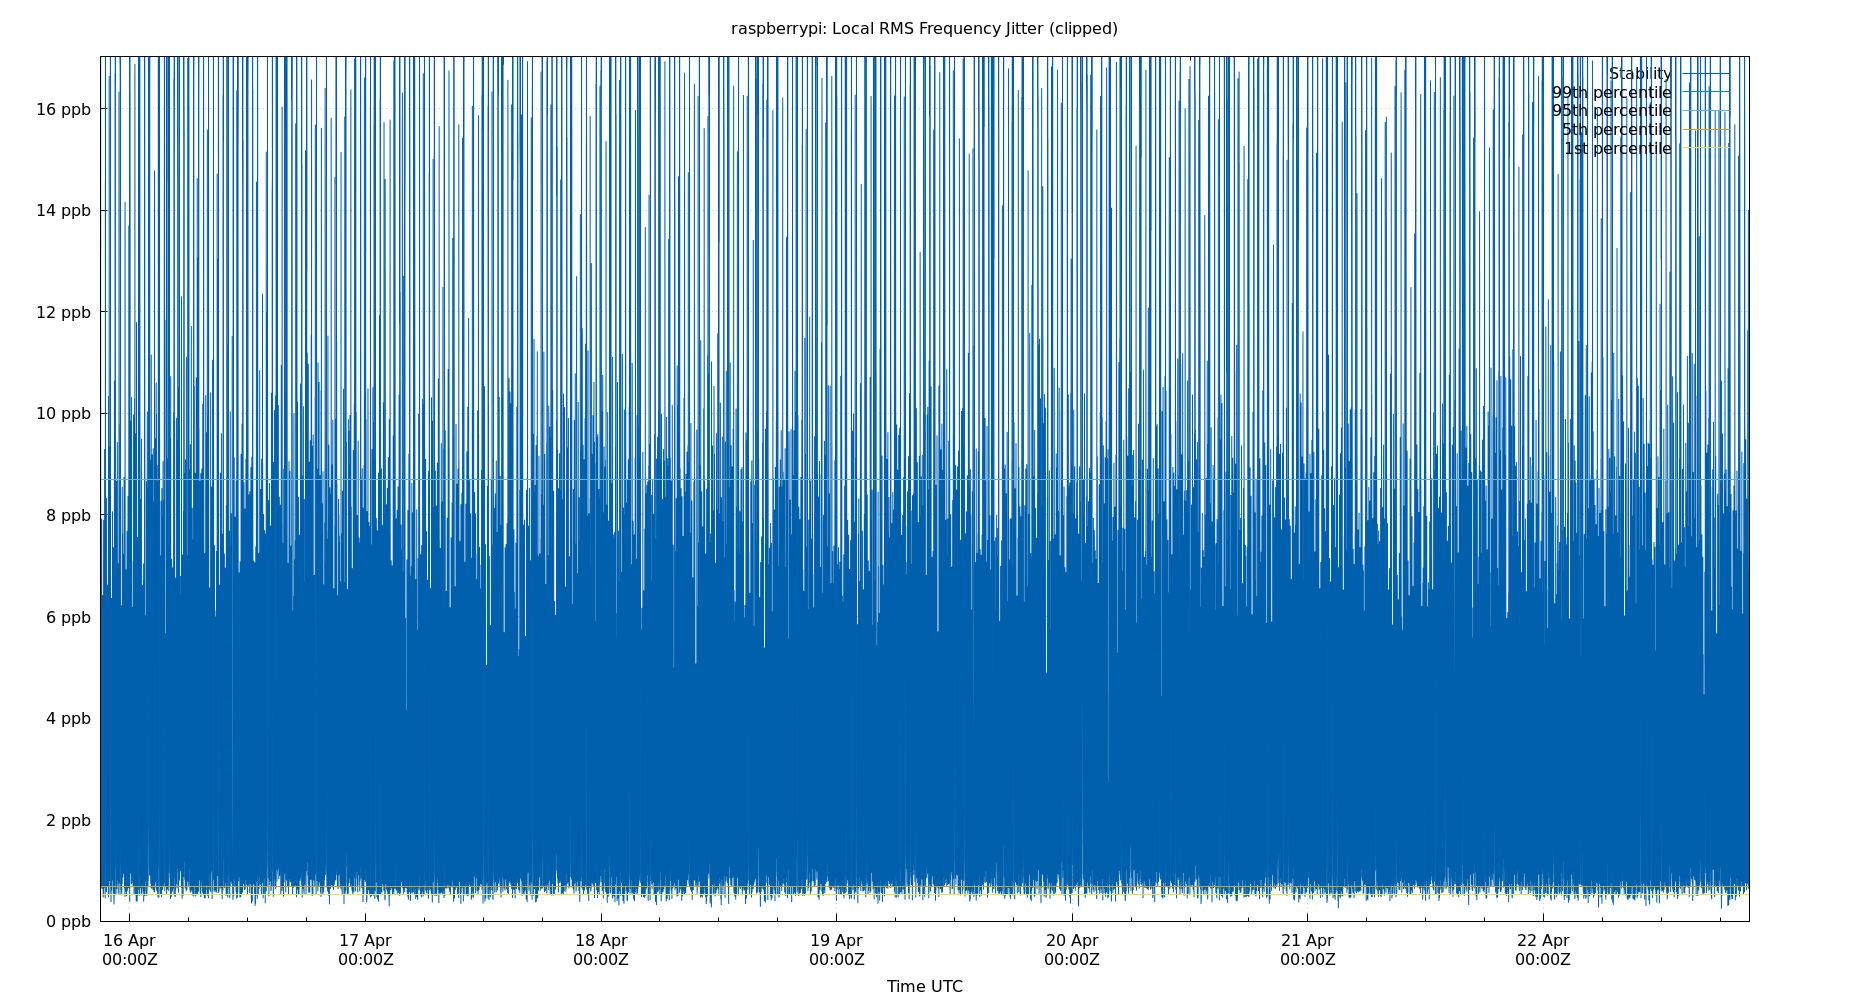 raspberrypi: Local RMS Frequency Jitter (clipped)
Stability
99th percentile
95th percentile
5th percentile
1st percentile
16 ppb
14 ppb
12 ppb
10 ppb
8 ppb
6 ppb
4 ppb
2 ppb
0 ppb
16 Apr 17 Apr 18 Apr 19 Apr 20 Apr 21 Apr 22 Apr
00:00Z 00:00Z 00:00Z 00:00Z 00:00Z 00:00Z 00:00Z
Time UTC